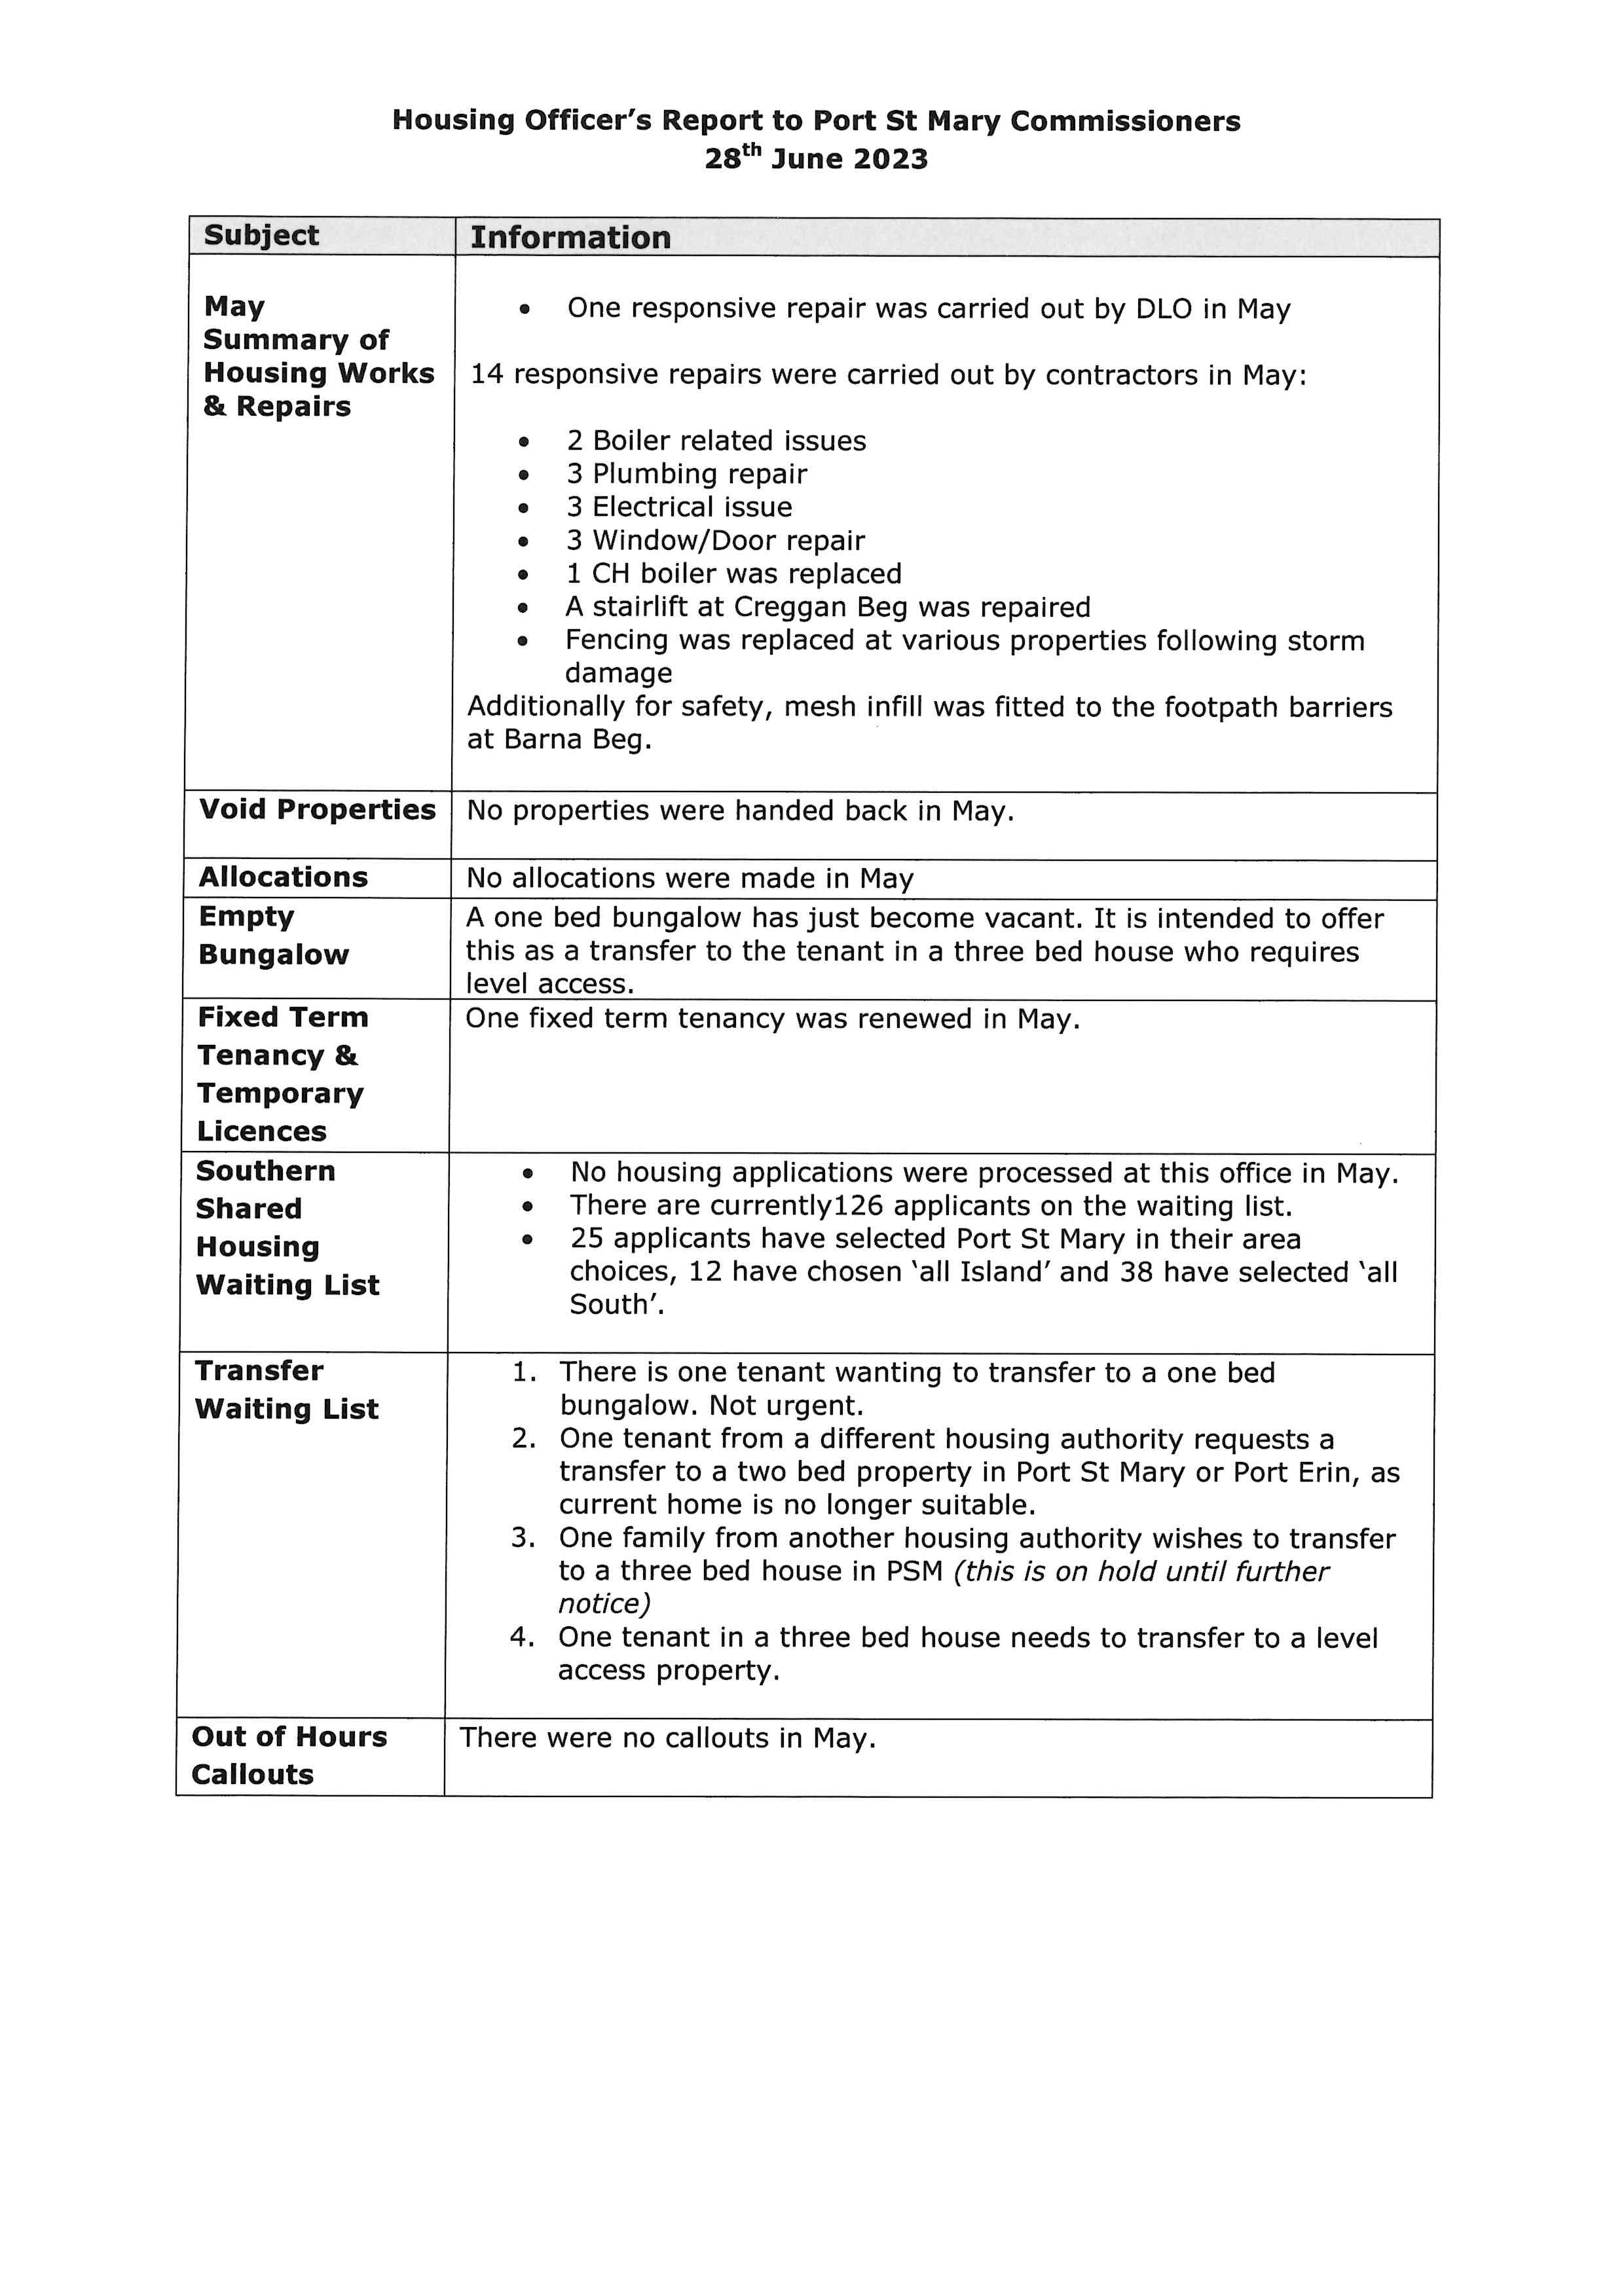 Housing Officer’s Report to Port St Mary Commissioners
28th June 2023
Subject
Information
May
Summary of
Housing Works
& Repairs
• One responsive repair was carried out by DLO in May
14 responsive repairs were carried out by contractors in May:
• 2 Boiler related issues
• 3 Plumbing repair
• 3 Electrical issue
• 3 Window/Door repair
• 1 CH boiler was replaced
• A stairlift at Creggan Beg was repaired
• Fencing was replaced at various properties following storm
damage
Additionally for safety, mesh infill was fitted to the footpath barriers
at Barna Beg.
Void Properties
No properties were handed back in May.
Allocations
No allocations were made in May
Empty
Bungalow
A one bed bungalow has just become vacant. It is intended to offer
this as a transfer to the tenant in a three bed house who requires
level access.
Fixed Term
Tenancy &
Temporary
Licences
One fixed term tenancy was renewed in May.
Southern
Shared
Housing
Waiting List
• No housing applications were processed at this office in May.
• There are currently126 applicants on the waiting list.
• 25 applicants have selected Port St Mary in their area
choices, 12 have chosen ‘all Island’ and 38 have selected ‘all
South’.
Transfer
Waiting List
1. There is one tenant wanting to transfer to a one bed
bungalow. Not urgent.
2. One tenant from a different housing authority requests a
transfer to a two bed property in Port St Mary or Port Erin, as
current home is no longer suitable.
3. One family from another housing authority wishes to transfer
to a three bed house in PSM (this is on hold until further
notice)
4. One tenant in a three bed house needs to transfer to a level
access property.
Out of Hours
Callouts
There were no callouts in May.